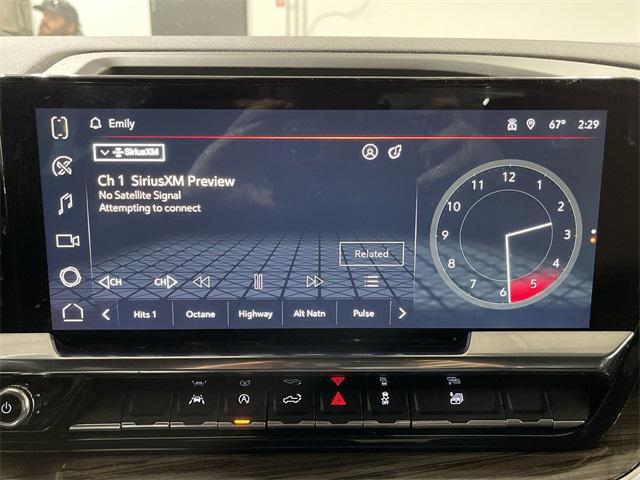 Emily
67° 2:29
SiriusXM
Ch 1 SiriusXM Preview
No Satellite Signal
Attempting to connect
Related
CH
CH
Hits 1 Octane Highway Alt Natn Pulse
12
1
2
3
4
5
6
7
8
9
10
11
A